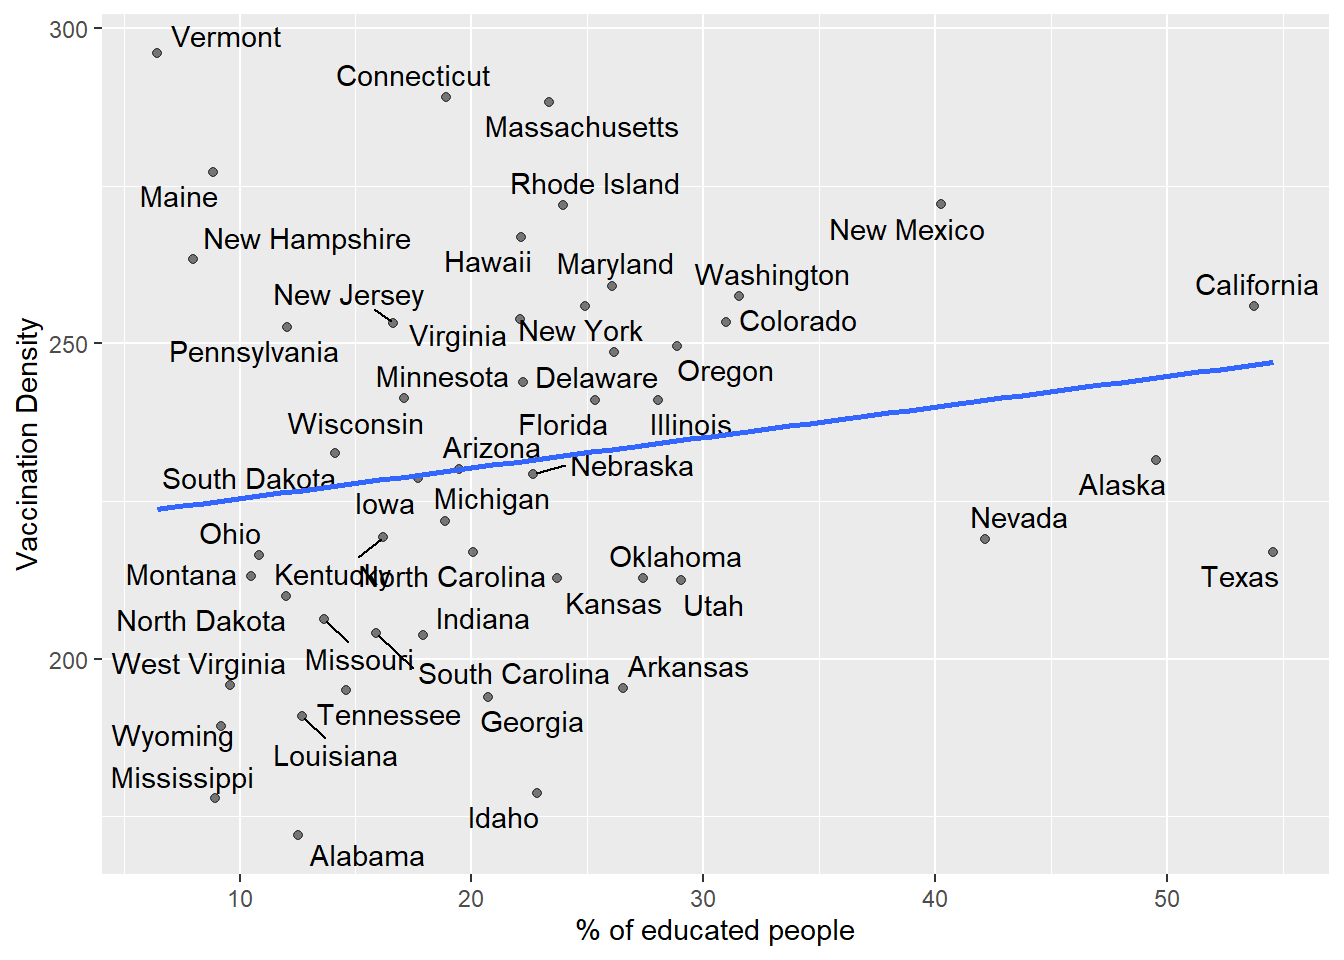 300
Vermont
Connecticut
Massachusetts
Rhode Island
Maine
New Mexico
New Hampshire
Hawaii
Maryland
Washington
California
New Jersey
Colorado
Virginia
New York
250
Pennsylvania
Oregon
Minnesota
Delaware
Wisconsin
Florida
Illinois
Arizona
Nebraska
South Dakota
Alaska
Iowa
Michigan
Nevada
Ohio
Oklahoma
Montana
Kentucky
North Carolina
Texas
Kansas
Utah
North Dakota
Indiana
West Virginia
Missouri
200
South Carolina
Arkansas
Tennessee
Georgia
Wyoming
Louisiana
Mississippi
Idaho
Alabama
10
20
30
40
50
% of educated people
Vaccination Density